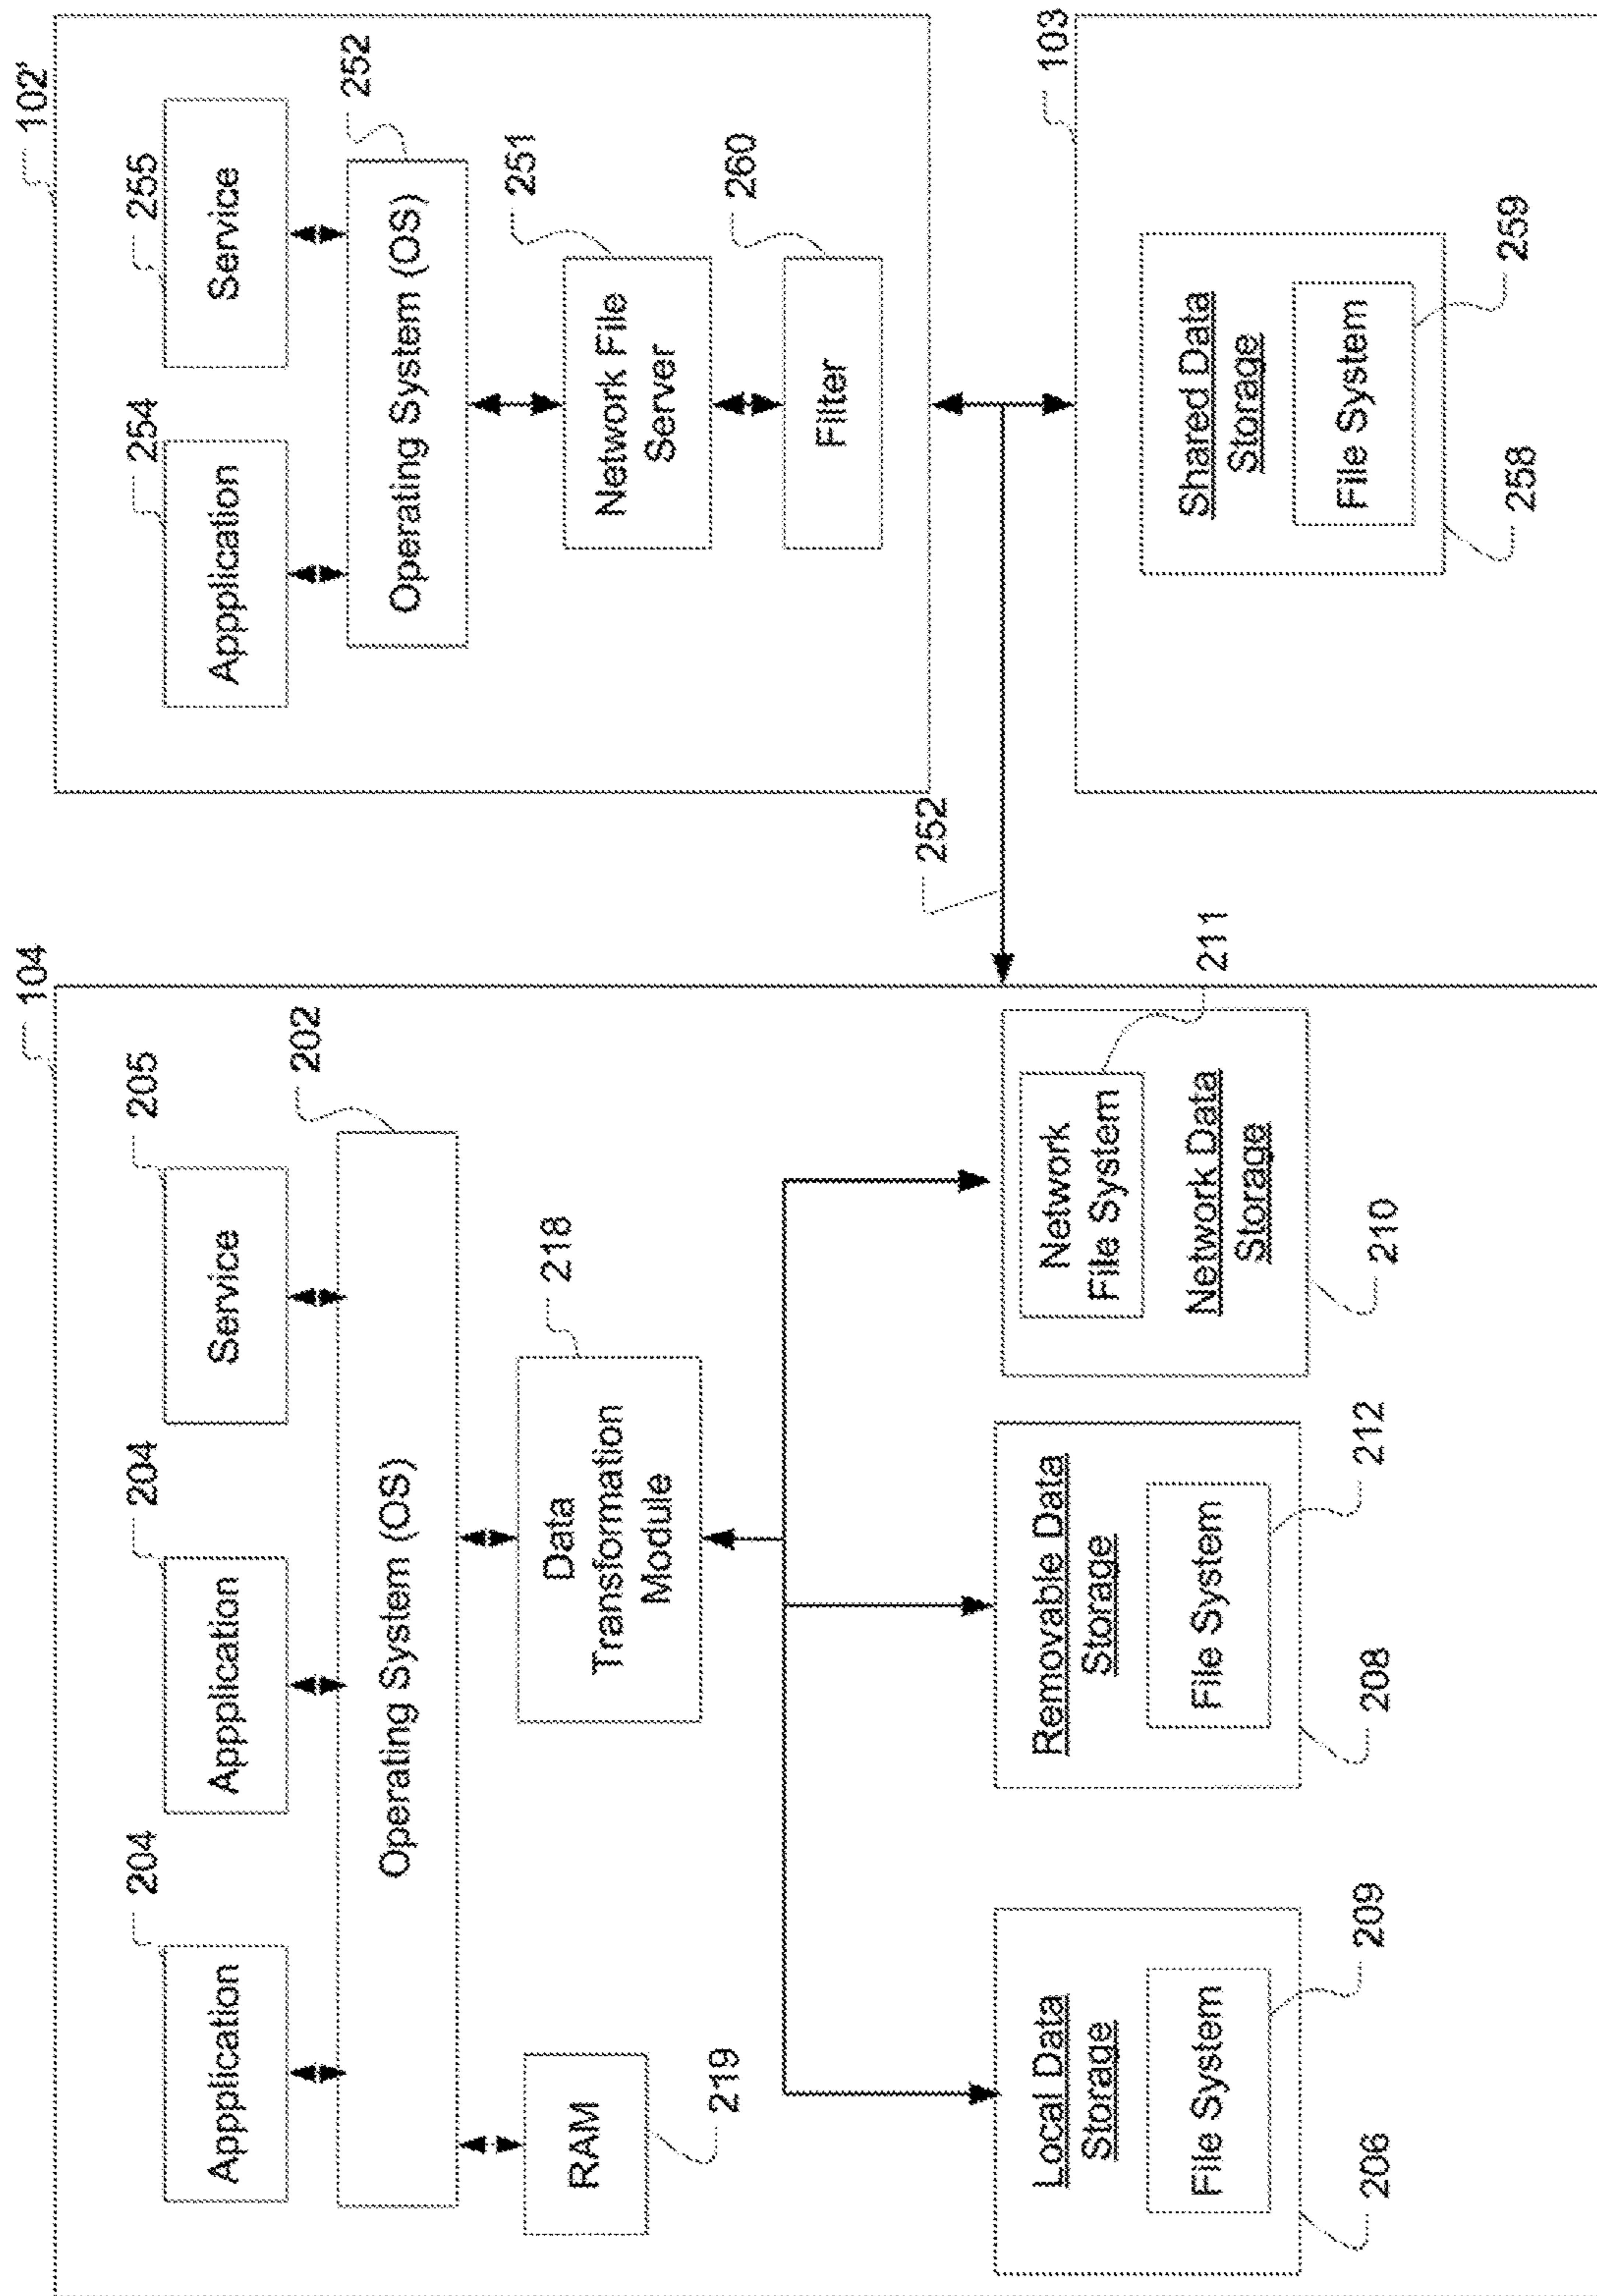 104
204
204
205
Application
Application
Service
202
Operating System (OS)
RAM
219
218
Data
Transformation
Module
Local Data
Storage
File System
206
209
Removable Data
Storage
File System
208
212
Network
File System
Network Data
Storage
210
211
252
102'
254
255
Application
Service
252
Operating System (OS)
251
Network File
Server
260
Filter
103
Shared Data
Storage
File System
258
259